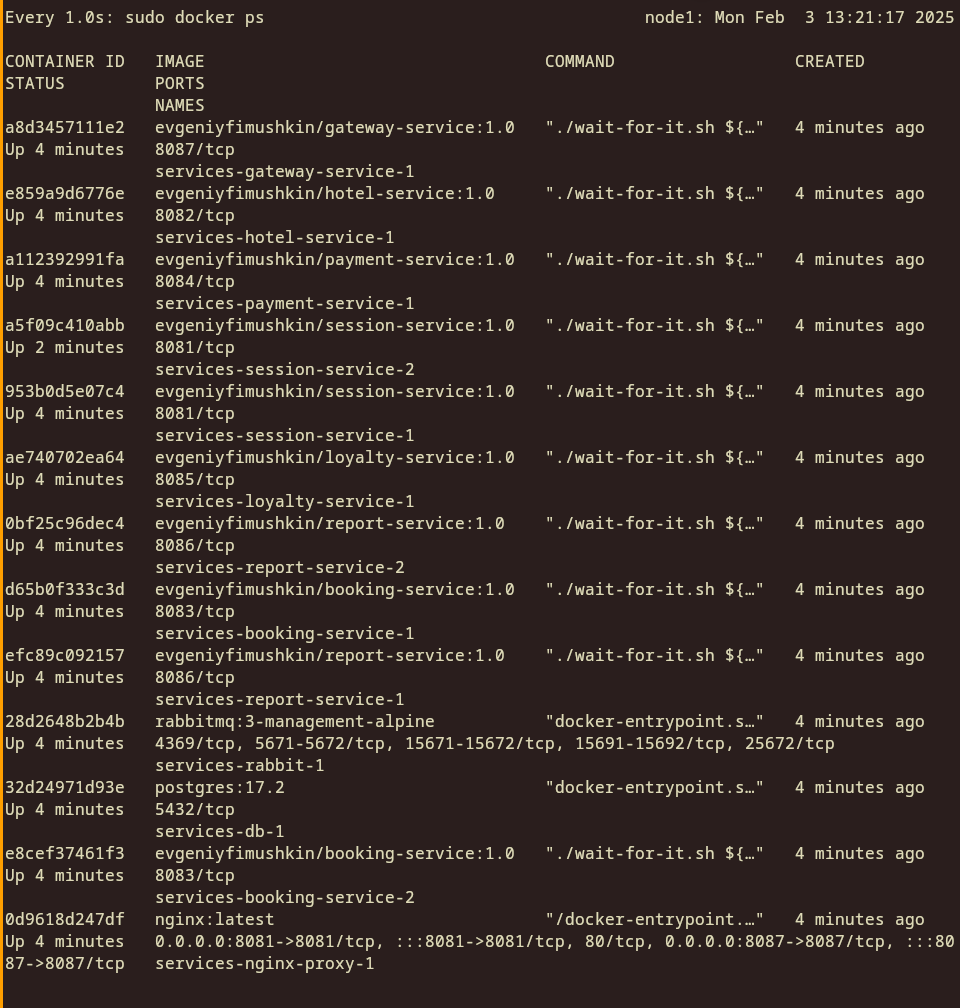 Every 1.0s: sudo docker ps                                      node1: Mon Feb  3 13:21:17 2025

CONTAINER ID   IMAGE                                  COMMAND                  CREATED
STATUS         PORTS
               NAMES
a8d3457111e2   evgeniyfimushkin/gateway-service:1.0   "./wait-for-it.sh ${…"   4 minutes ago
Up 4 minutes   8087/tcp
               services-gateway-service-1
e859a9d6776e   evgeniyfimushkin/hotel-service:1.0     "./wait-for-it.sh ${…"   4 minutes ago
Up 4 minutes   8082/tcp
               services-hotel-service-1
a112392991fa   evgeniyfimushkin/payment-service:1.0   "./wait-for-it.sh ${…"   4 minutes ago
Up 4 minutes   8084/tcp
               services-payment-service-1
a5f09c410abb   evgeniyfimushkin/session-service:1.0   "./wait-for-it.sh ${…"   4 minutes ago
Up 2 minutes   8081/tcp
               services-session-service-2
953b0d5e07c4   evgeniyfimushkin/session-service:1.0   "./wait-for-it.sh ${…"   4 minutes ago
Up 4 minutes   8081/tcp
               services-session-service-1
ae740702ea64   evgeniyfimushkin/loyalty-service:1.0   "./wait-for-it.sh ${…"   4 minutes ago
Up 4 minutes   8085/tcp
               services-loyalty-service-1
0bf25c96dec4   evgeniyfimushkin/report-service:1.0    "./wait-for-it.sh ${…"   4 minutes ago
Up 4 minutes   8086/tcp
               services-report-service-2
d65b0f333c3d   evgeniyfimushkin/booking-service:1.0   "./wait-for-it.sh ${…"   4 minutes ago
Up 4 minutes   8083/tcp
               services-booking-service-1
efc89c092157   evgeniyfimushkin/report-service:1.0    "./wait-for-it.sh ${…"   4 minutes ago
Up 4 minutes   8086/tcp
               services-report-service-1
28d2648b2b4b   rabbitmq:3-management-alpine           "docker-entrypoint.s…"   4 minutes ago
Up 4 minutes   4369/tcp, 5671-5672/tcp, 15671-15672/tcp, 15691-15692/tcp, 25672/tcp
               services-rabbit-1
32d24971d93e   postgres:17.2                          "docker-entrypoint.s…"   4 minutes ago
Up 4 minutes   5432/tcp
               services-db-1
e8cef37461f3   evgeniyfimushkin/booking-service:1.0   "./wait-for-it.sh ${…"   4 minutes ago
Up 4 minutes   8083/tcp
               services-booking-service-2
0d9618d247df   nginx:latest                           "/docker-entrypoint.…"   4 minutes ago
Up 4 minutes   0.0.0.0:8081->8081/tcp, :::8081->8081/tcp, 80/tcp, 0.0.0.0:8087->8087/tcp, :::80
87->8087/tcp   services-nginx-proxy-1